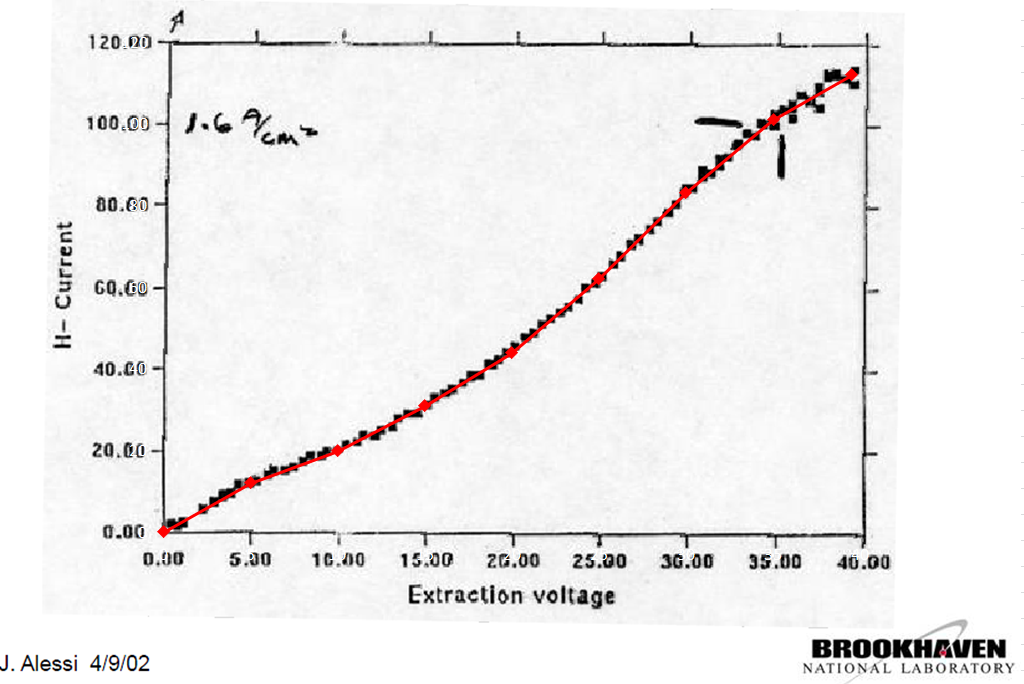 120.00
1.6 A/cm²
100.00
80.00
60.00
40.00
20.00
0.00
H- Current
0.00 5.00 10.00 15.00 20.00 25.00 30.00 35.00 40.00
Extraction voltage
J. Alessi 4/9/02
BROOKHAVEN
NATIONAL LABORATORY